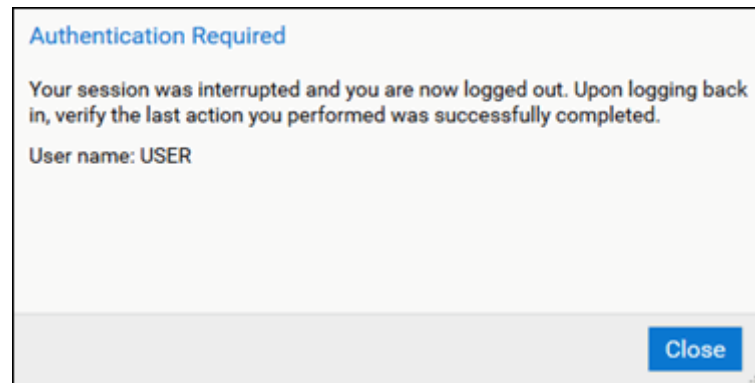 Authentication Required
Your session was interrupted and you are now logged out. Upon logging back
in, verify the last action you performed was successfully completed.
User name: USER
Close